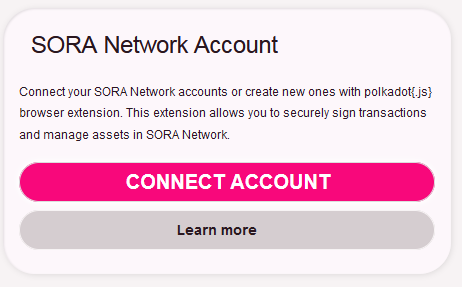 SORA Network Account
Connect your SORA Network accounts or create new ones with polkadot{.js}
browser extension. This extension allows you to securely sign transactions
and manage assets in SORA Network.
CONNECT ACCOUNT
Learn more